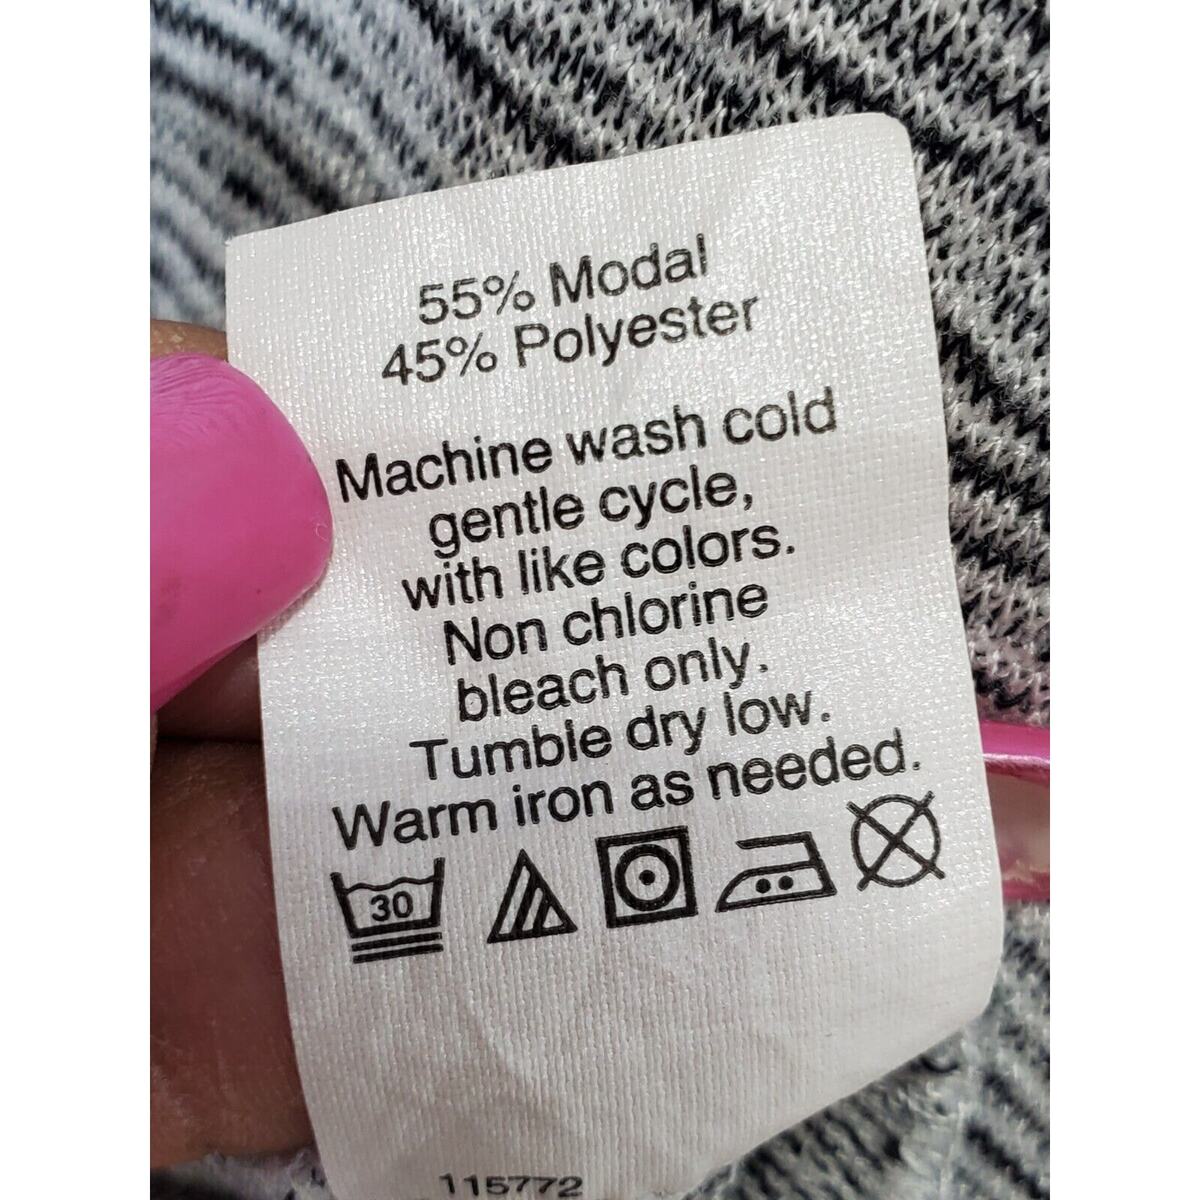 55% Modal
45% Polyester
Machine wash cold
gentle cycle,
with like colors.
Non chlorine
bleach only.
Tumble dry low.
Warm iron as needed.
30
115772